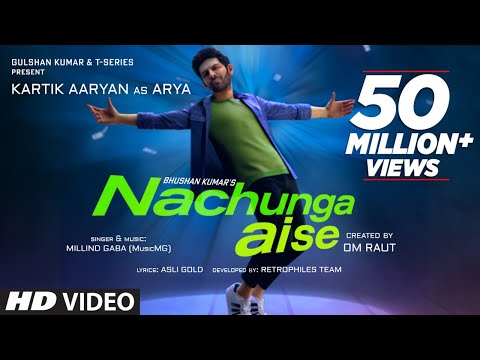 GULSHAN KUMAR & T-SERIES
PRESENT
KARTIK AARYAN AS ARYA
50
MILLION+
VIEWS
BHUSHAN KUMAR'S
Nachunga
aise
SINGER & MUSIC:
MILLIND GABA (MusicMG)
CREATED BY
OM RAUT
LYRICS: ASLI GOLD
DEVELOPED BY: RETROPHILES TEAM
HD VIDEO